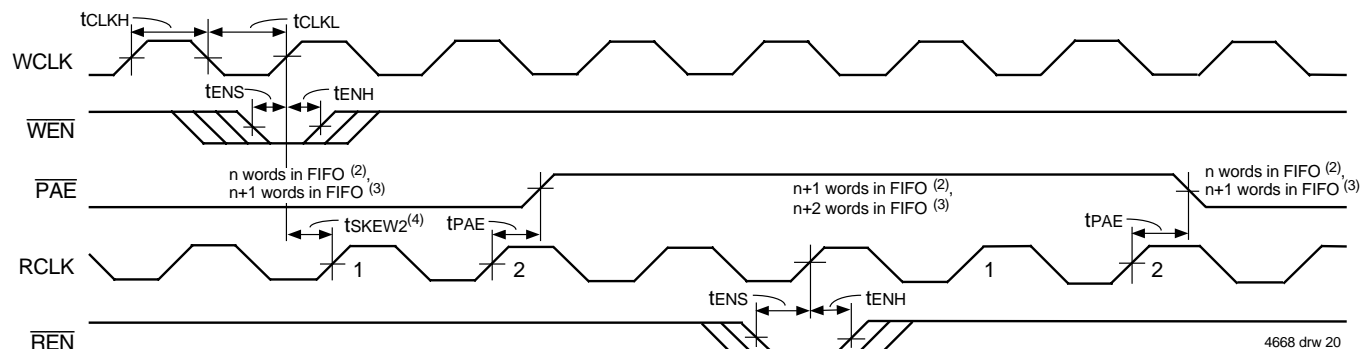 tCLKH
tCLKL
WCLK
tENS
tENH
WEN
n words in FIFO (2),
n+1 words in FIFO (3)
PAE
n+1 words in FIFO (2),
n+2 words in FIFO (3)
n words in FIFO (2),
n+1 words in FIFO (3)
tSKEW2(4)
tPAE
tPAE
RCLK
1
2
1
2
tENS
tENH
REN
4668 drw 20